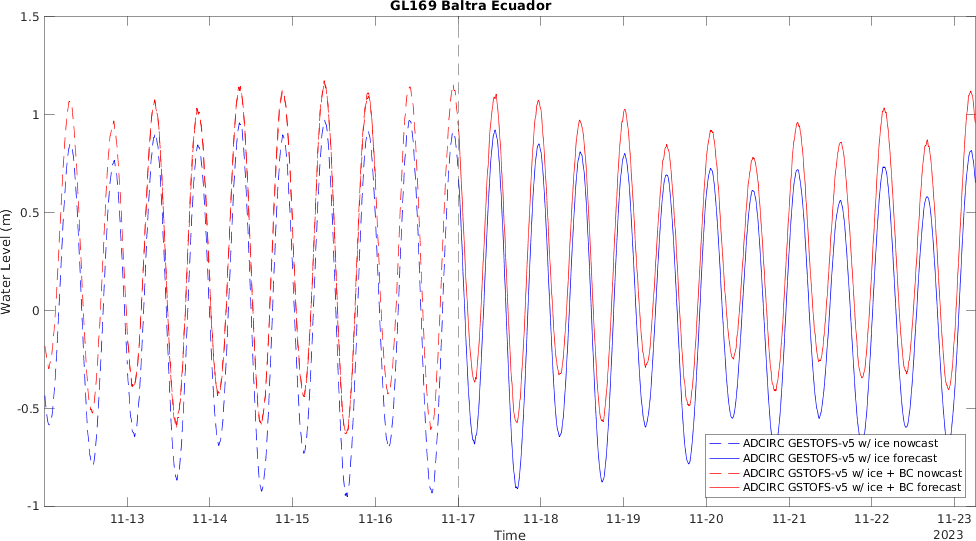 GL169 Baltra Ecuador
1.5
1
0.5
0
-0.5
-1
Water Level (m)
11-13 11-14 11-15 11-16 11-17 11-18 11-19 11-20 11-21 11-22 11-23
Time
2023
ADCIRC GESTOFS-v5 w/ ice nowcast
ADCIRC GESTOFS-v5 w/ ice forecast
ADCIRC GSTOFS-v5 w/ ice + BC nowcast
ADCIRC GSTOFS-v5 w/ ice + BC forecast